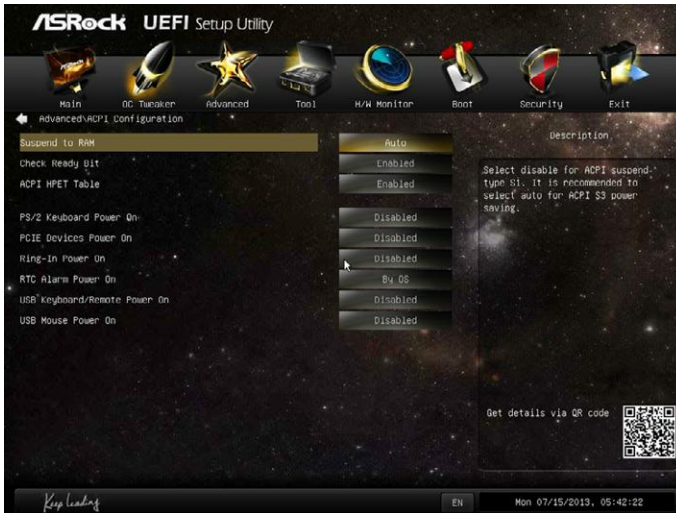 ASRock UEFI Setup Utility
Main OC Tweaker Advanced Tool H/W Monitor Boot Security Exit
Advanced\ACPI Configuration
Description
Suspend to RAM Auto
Check Ready Bit Enabled
ACPI HPET Table Enabled
PS/2 Keyboard Power On Disabled
PCIE Devices Power On Disabled
Ring-In Power On Disabled
RTC Alarm Power On By OS
USB Keyboard/Remote Power On Disabled
USB Mouse Power On Disabled
Select disable for ACPI suspend
type S1. It is recommended to
select auto for ACPI S3 power
saving.
Get details via QR code
Keep Leading
EN
Mon 07/15/2013, 05:42:22